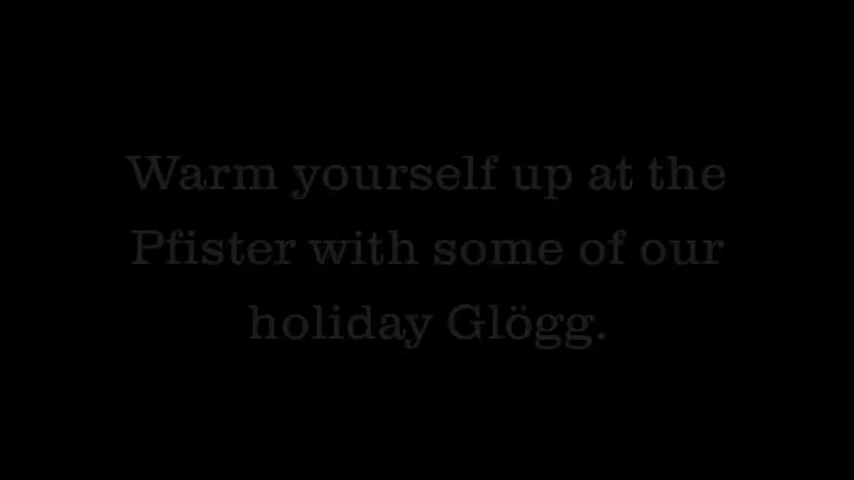 Warm yourself up at the
Pfister with some of our
holiday Glögg.